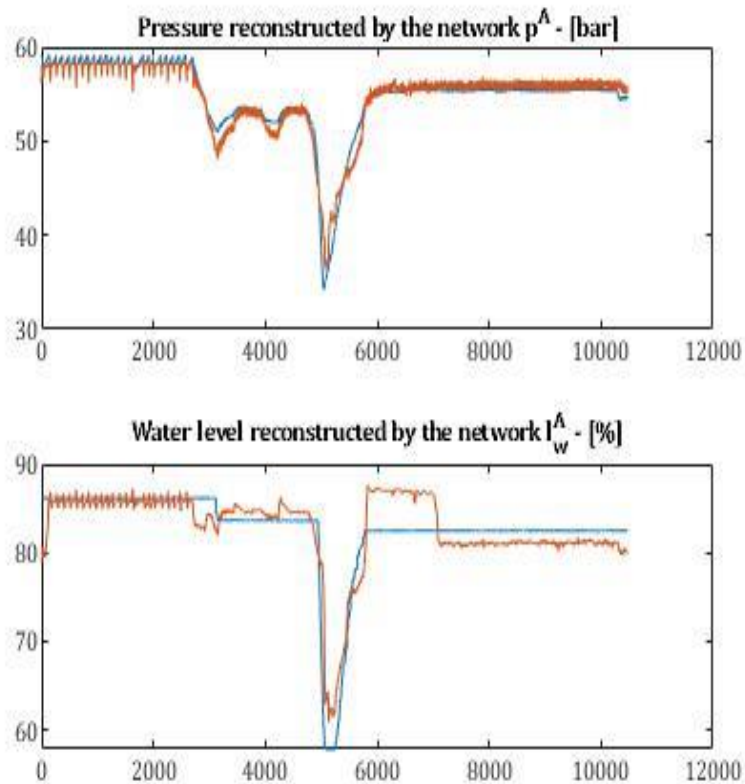 Pressure reconstructed by the network p^Λ - [bar]
60
50
40
30
0 2000 4000 6000 8000 10000 12000
Water level reconstructed by the network l_w^Λ - [%]
90
80
70
60
0 2000 4000 6000 8000 10000 12000